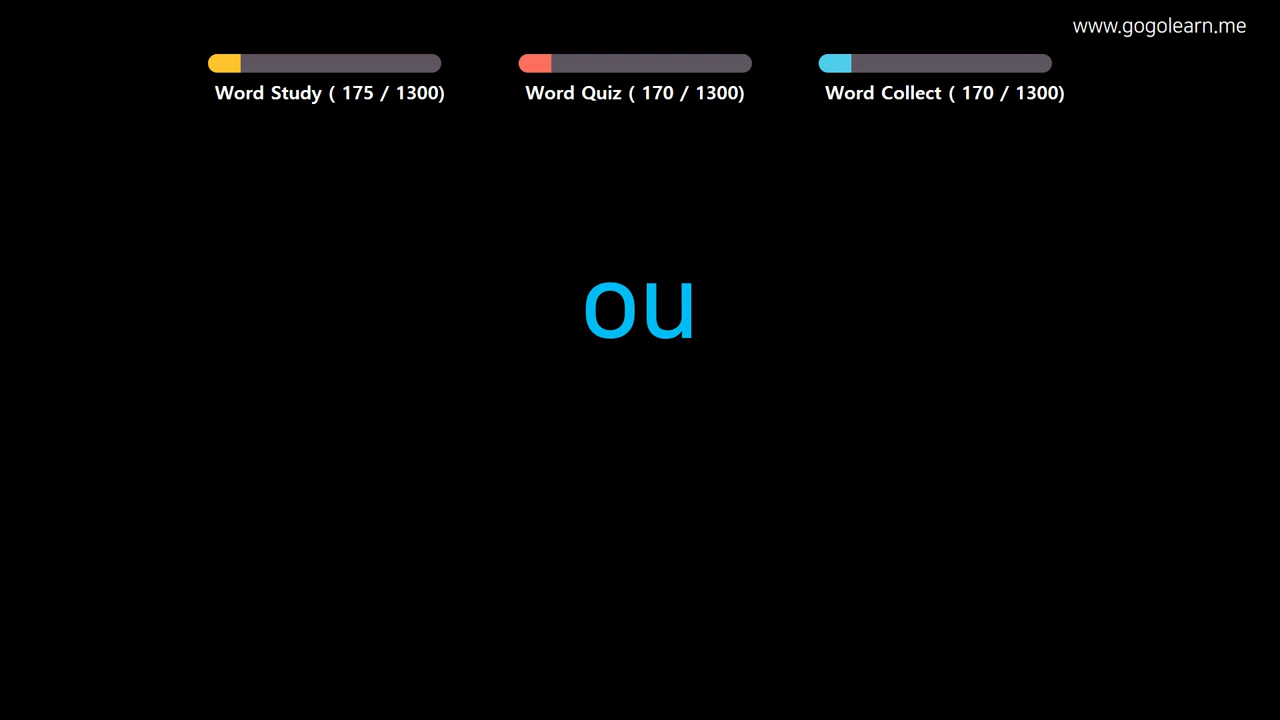 www.gogolearn.me
Word Study ( 175 / 1300)
Word Quiz ( 170 / 1300)
Word Collect ( 170 / 1300)
ou